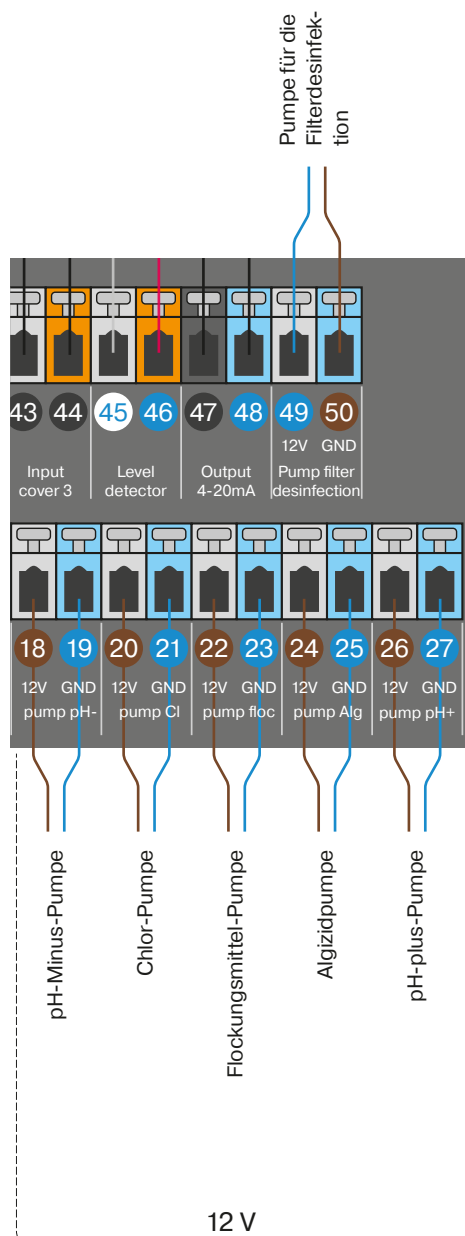 Pumpe für die
Filterdesinfek-
tion
43 44 45 46 47 48 49 50
12V GND
Input
cover 3
Level
detector
Output
4-20mA
Pump filter
desinfection
18 19 20 21 22 23 24 25 26 27
12V GND 12V GND 12V GND 12V GND 12V GND
pump pH- pump Cl pump floc pump Alg pump pH+
pH-Minus-Pumpe
Chlor-Pumpe
Flockungsmittel-Pumpe
Algizidpumpe
pH-plus-Pumpe
12 V